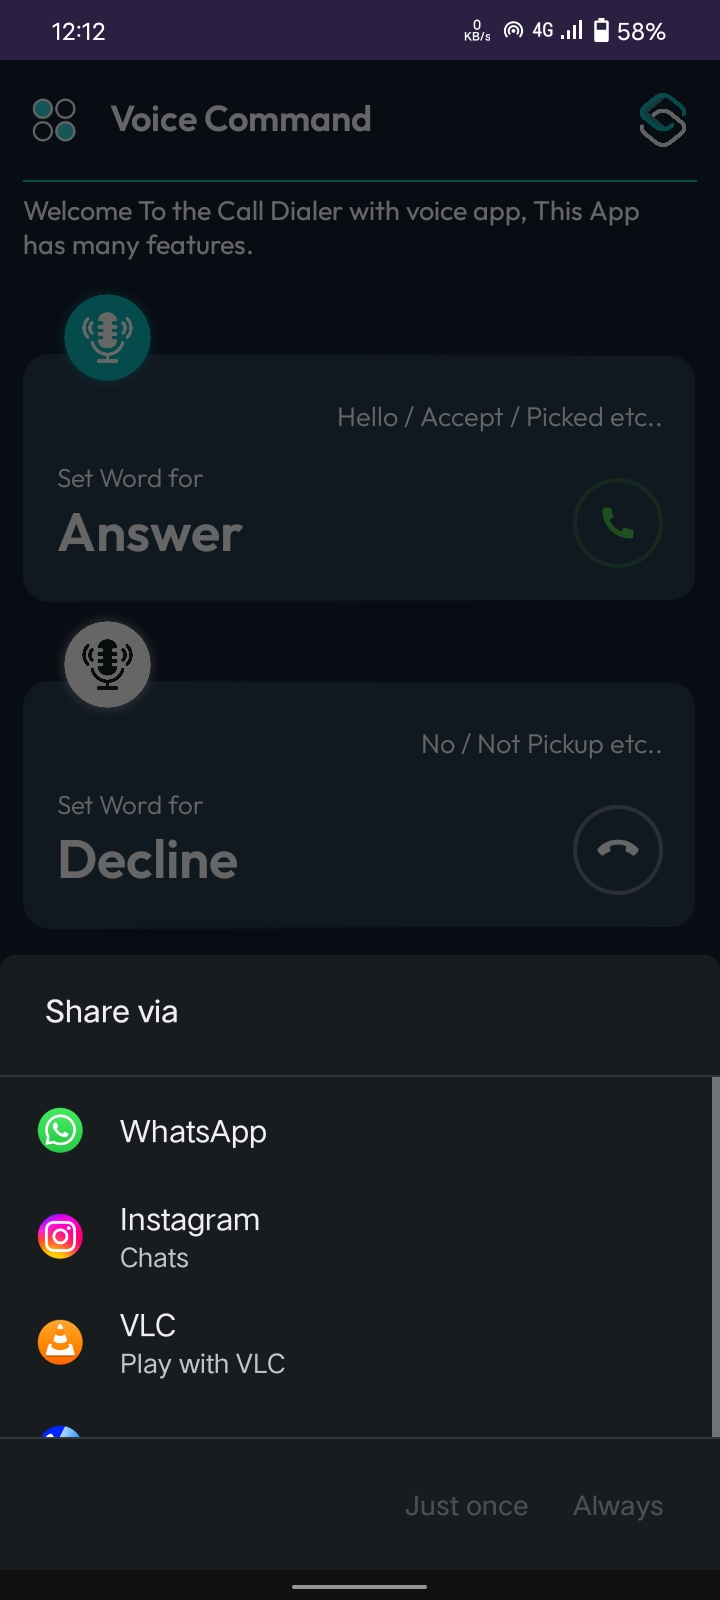 12:12
0
KB/s
4G
58%
Voice Command
Welcome To the Call Dialer with voice app, This App
has many features.
Hello / Accept / Picked etc..
Set Word for
Answer
No / Not Pickup etc..
Set Word for
Decline
Share via
WhatsApp
Instagram
Chats
VLC
Play with VLC
Just once
Always